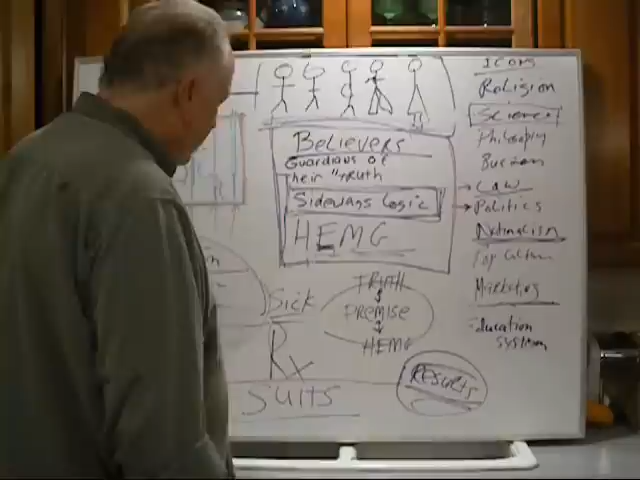 Believers
Guardians of
their "Truth
Sideways Logic
HEMG
Sick
TRUTH
PREMISE
HEMG
Rx
SUITS
RESULTS
ICONS
Religion
Science
Philosophy
Business
LAW
Politics
Nationalism
Pop Culture
Marketing
Education
System